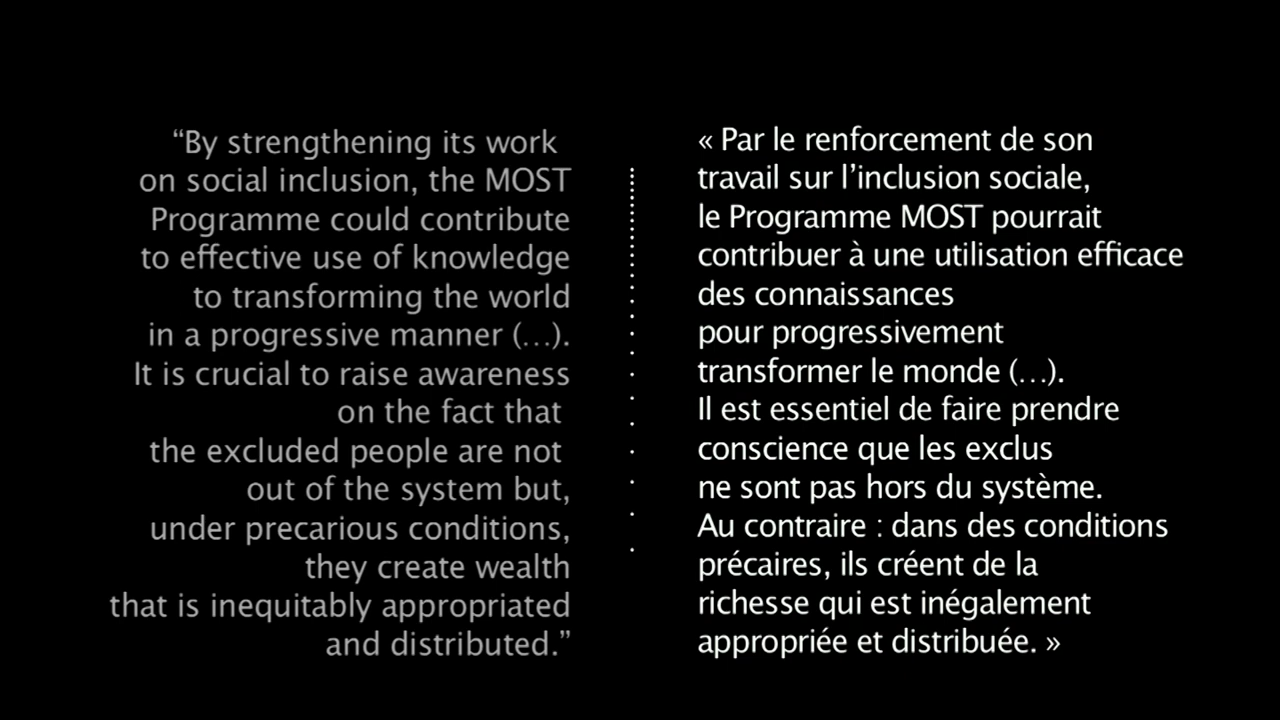 “By strengthening its work
on social inclusion, the MOST
Programme could contribute
to effective use of knowledge
to transforming the world
in a progressive manner (…).
It is crucial to raise awareness
on the fact that
the excluded people are not
out of the system but,
under precarious conditions,
they create wealth
that is inequitably appropriated
and distributed.”
« Par le renforcement de son
travail sur l’inclusion sociale,
le Programme MOST pourrait
contribuer à une utilisation efficace
des connaissances
pour progressivement
transformer le monde (…).
Il est essentiel de faire prendre
conscience que les exclus
ne sont pas hors du système.
Au contraire : dans des conditions
précaires, ils créent de la
richesse qui est inégalement
appropriée et distribuée. »